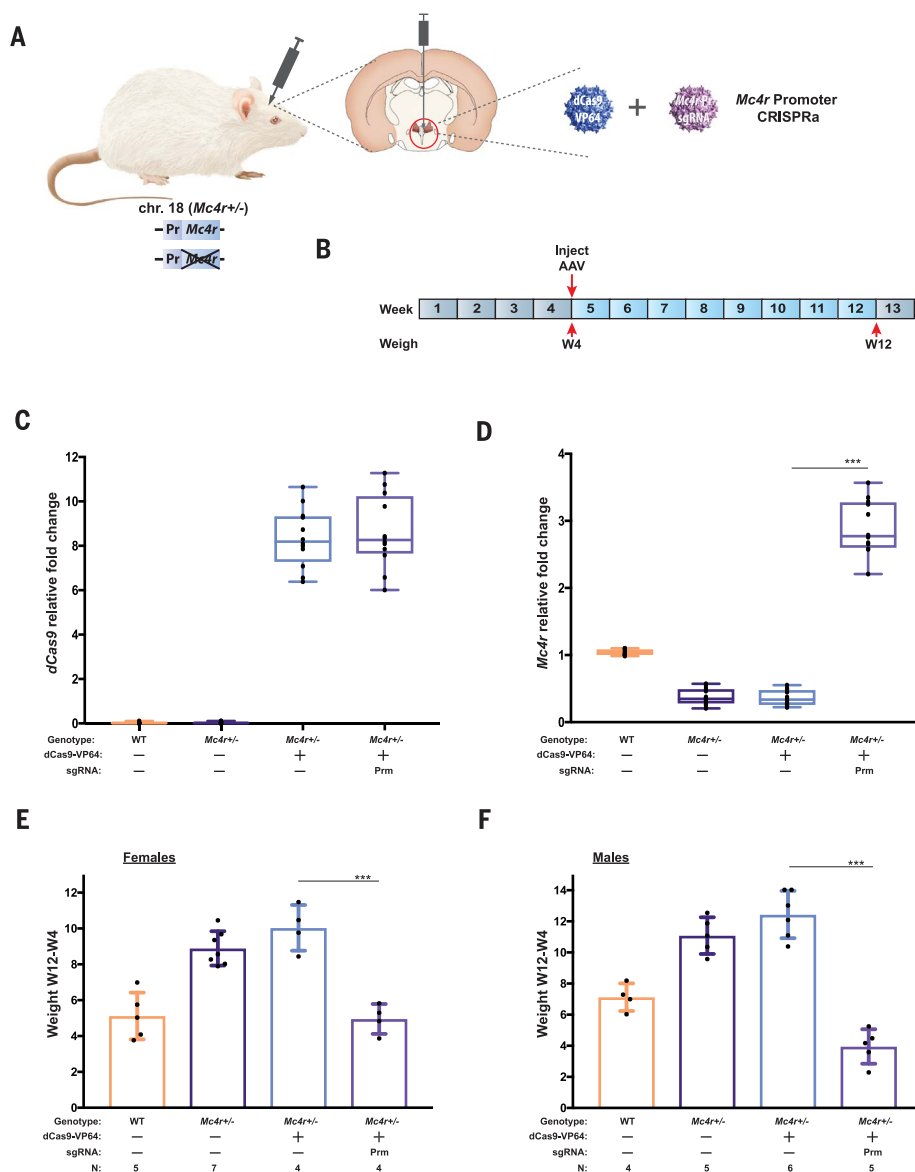 A
dCas9
VP64
+
Mc4r Pr
sgRNA
Mc4r Promoter
CRISPRa
chr. 18 (Mc4r+/-)
Pr Mc4r
Pr Mc4r
B
Inject
AAV
Week 1 2 3 4 5 6 7 8 9 10 11 12 13
Weigh W4 W12
C
dCas9 relative fold change
12
10
8
6
4
2
0
Genotype: WT Mc4r+/- Mc4r+/- Mc4r+/-
dCas9-VP64: — — + +
sgRNA: — — — Prm
D
Mc4r relative fold change
4
3
2
1
0
***
Genotype: WT Mc4r+/- Mc4r+/- Mc4r+/-
dCas9-VP64: — — + +
sgRNA: — — — Prm
E
Females
Weight W12-W4
12
10
8
6
4
2
0
***
Genotype: WT Mc4r+/- Mc4r+/- Mc4r+/-
dCas9-VP64: — — + +
sgRNA: — — — Prm
N: 5 7 4 4
F
Males
Weight W12-W4
14
12
10
8
6
4
2
0
***
Genotype: WT Mc4r+/- Mc4r+/- Mc4r+/-
dCas9-VP64: — — + +
sgRNA: — — — Prm
N: 4 5 6 5